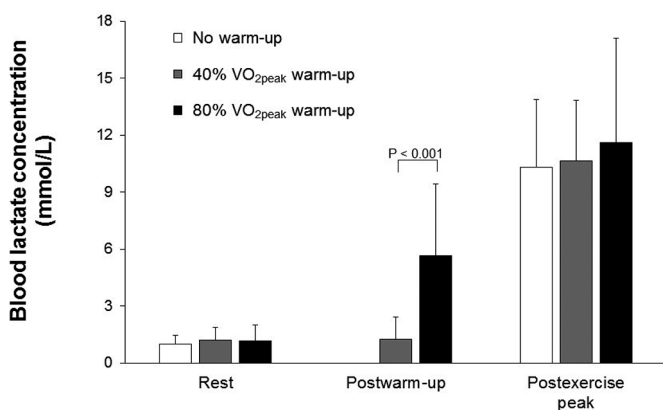 Blood lactate concentration
(mmol/L)
18
15
12
9
6
3
0
No warm-up
40% VO2peak warm-up
80% VO2peak warm-up
P < 0.001
Rest
Postwarm-up
Postexercise
peak